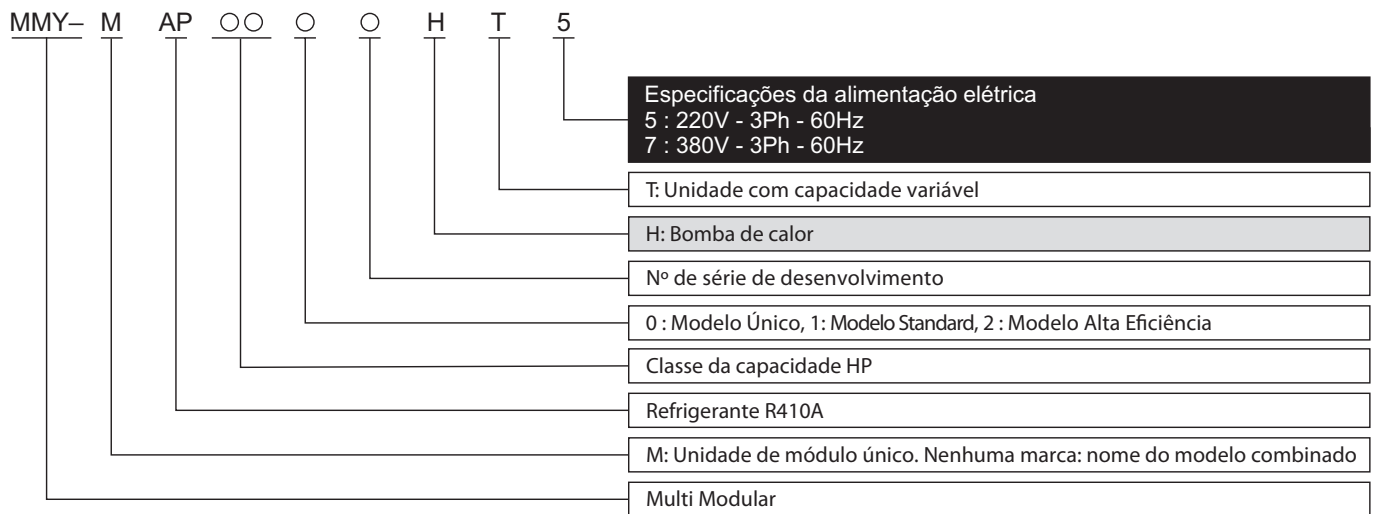 MMY– M AP ○○ ○ ○ H T 5
Especificações da alimentação elétrica
5 : 220V - 3Ph - 60Hz
7 : 380V - 3Ph - 60Hz
T: Unidade com capacidade variável
H: Bomba de calor
Nº de série de desenvolvimento
0 : Modelo Único, 1: Modelo Standard, 2 : Modelo Alta Eficiência
Classe da capacidade HP
Refrigerante R410A
M: Unidade de módulo único. Nenhuma marca: nome do modelo combinado
Multi Modular